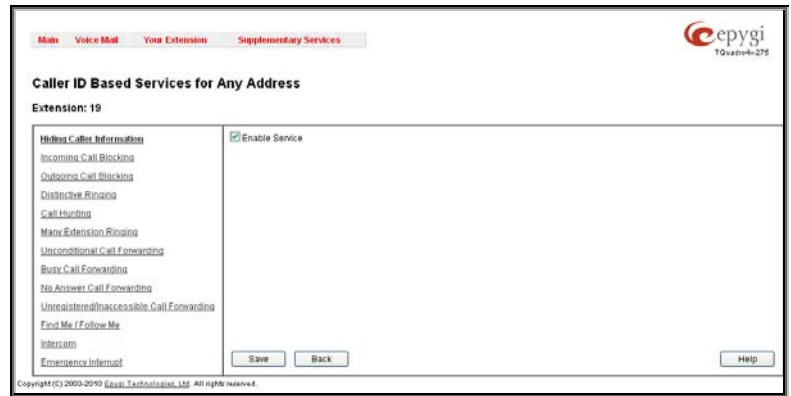 Main Voice Mail Your Extension Supplementary Services
epygi
TQuadro4x-275
Caller ID Based Services for Any Address
Extension: 19
Hiding Caller Information
Enable Service
Incoming Call Blocking
Outgoing Call Blocking
Distinctive Ringing
Call Hunting
Many Extension Ringing
Unconditional Call Forwarding
Busy Call Forwarding
No Answer Call Forwarding
Unregistered/Inaccessible Call Forwarding
Find Me / Follow Me
Intercom
Emergency Interrupt
Save Back Help
Copyright (C) 2003-2010 Epygi Technologies, Ltd. All rights reserved.